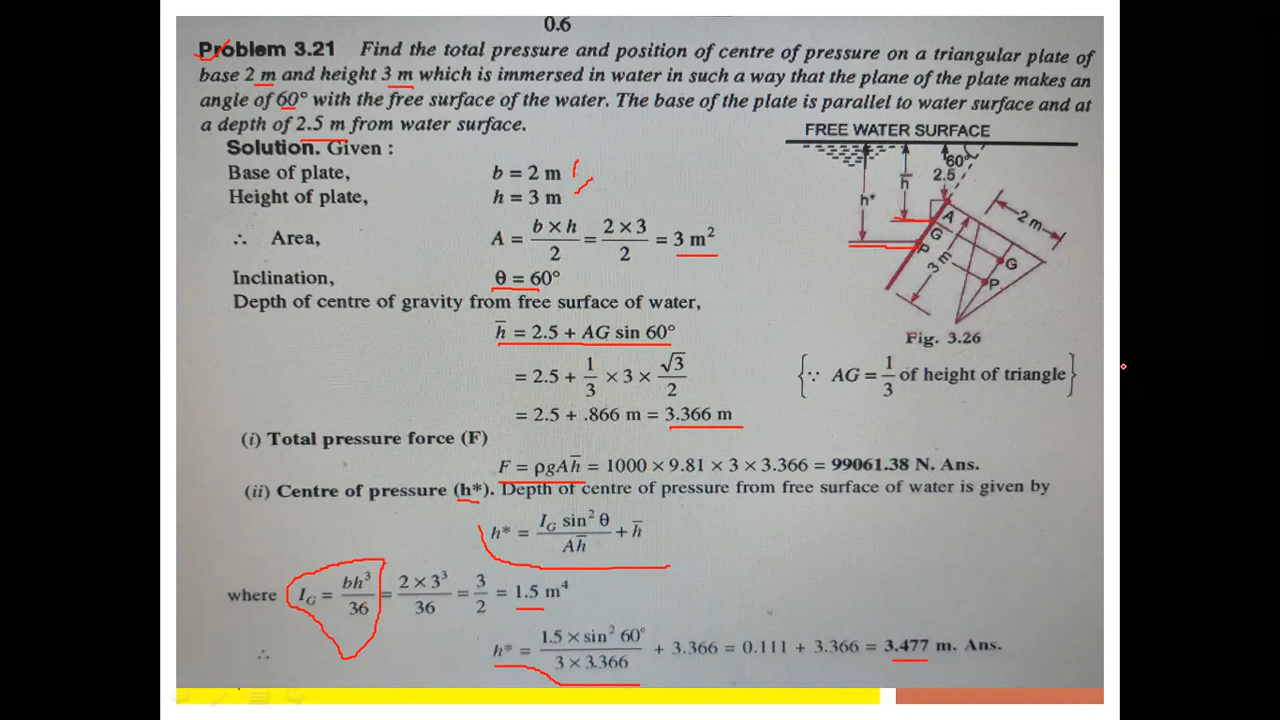 0.6
Problem 3.21 Find the total pressure and position of centre of pressure on a triangular plate of
base 2 m and height 3 m which is immersed in water in such a way that the plane of the plate makes an
angle of 60° with the free surface of the water. The base of the plate is parallel to water surface and at
a depth of 2.5 m from water surface.
Solution. Given :
Base of plate, b = 2 m
Height of plate, h = 3 m
∴ Area, A = b × h / 2 = 2 × 3 / 2 = 3 m²
Inclination, θ = 60°
Depth of centre of gravity from free surface of water,
h̅ = 2.5 + AG sin 60°
= 2.5 + 1/3 × 3 × √3/2 {∵ AG = 1/3 of height of triangle}
= 2.5 + .866 m = 3.366 m
FREE WATER SURFACE
60°
2.5
h̅
h*
2 m
A
G
P
3 m
G
P
Fig. 3.26
(i) Total pressure force (F)
F = ρgAh̅ = 1000 × 9.81 × 3 × 3.366 = 99061.38 N. Ans.
(ii) Centre of pressure (h*). Depth of centre of pressure from free surface of water is given by
h* = I_G sin² θ / Ah̅ + h̅
where I_G = bh³/36 = 2 × 3³/36 = 3/2 = 1.5 m⁴
∴ h* = 1.5 × sin² 60° / 3 × 3.366 + 3.366 = 0.111 + 3.366 = 3.477 m. Ans.